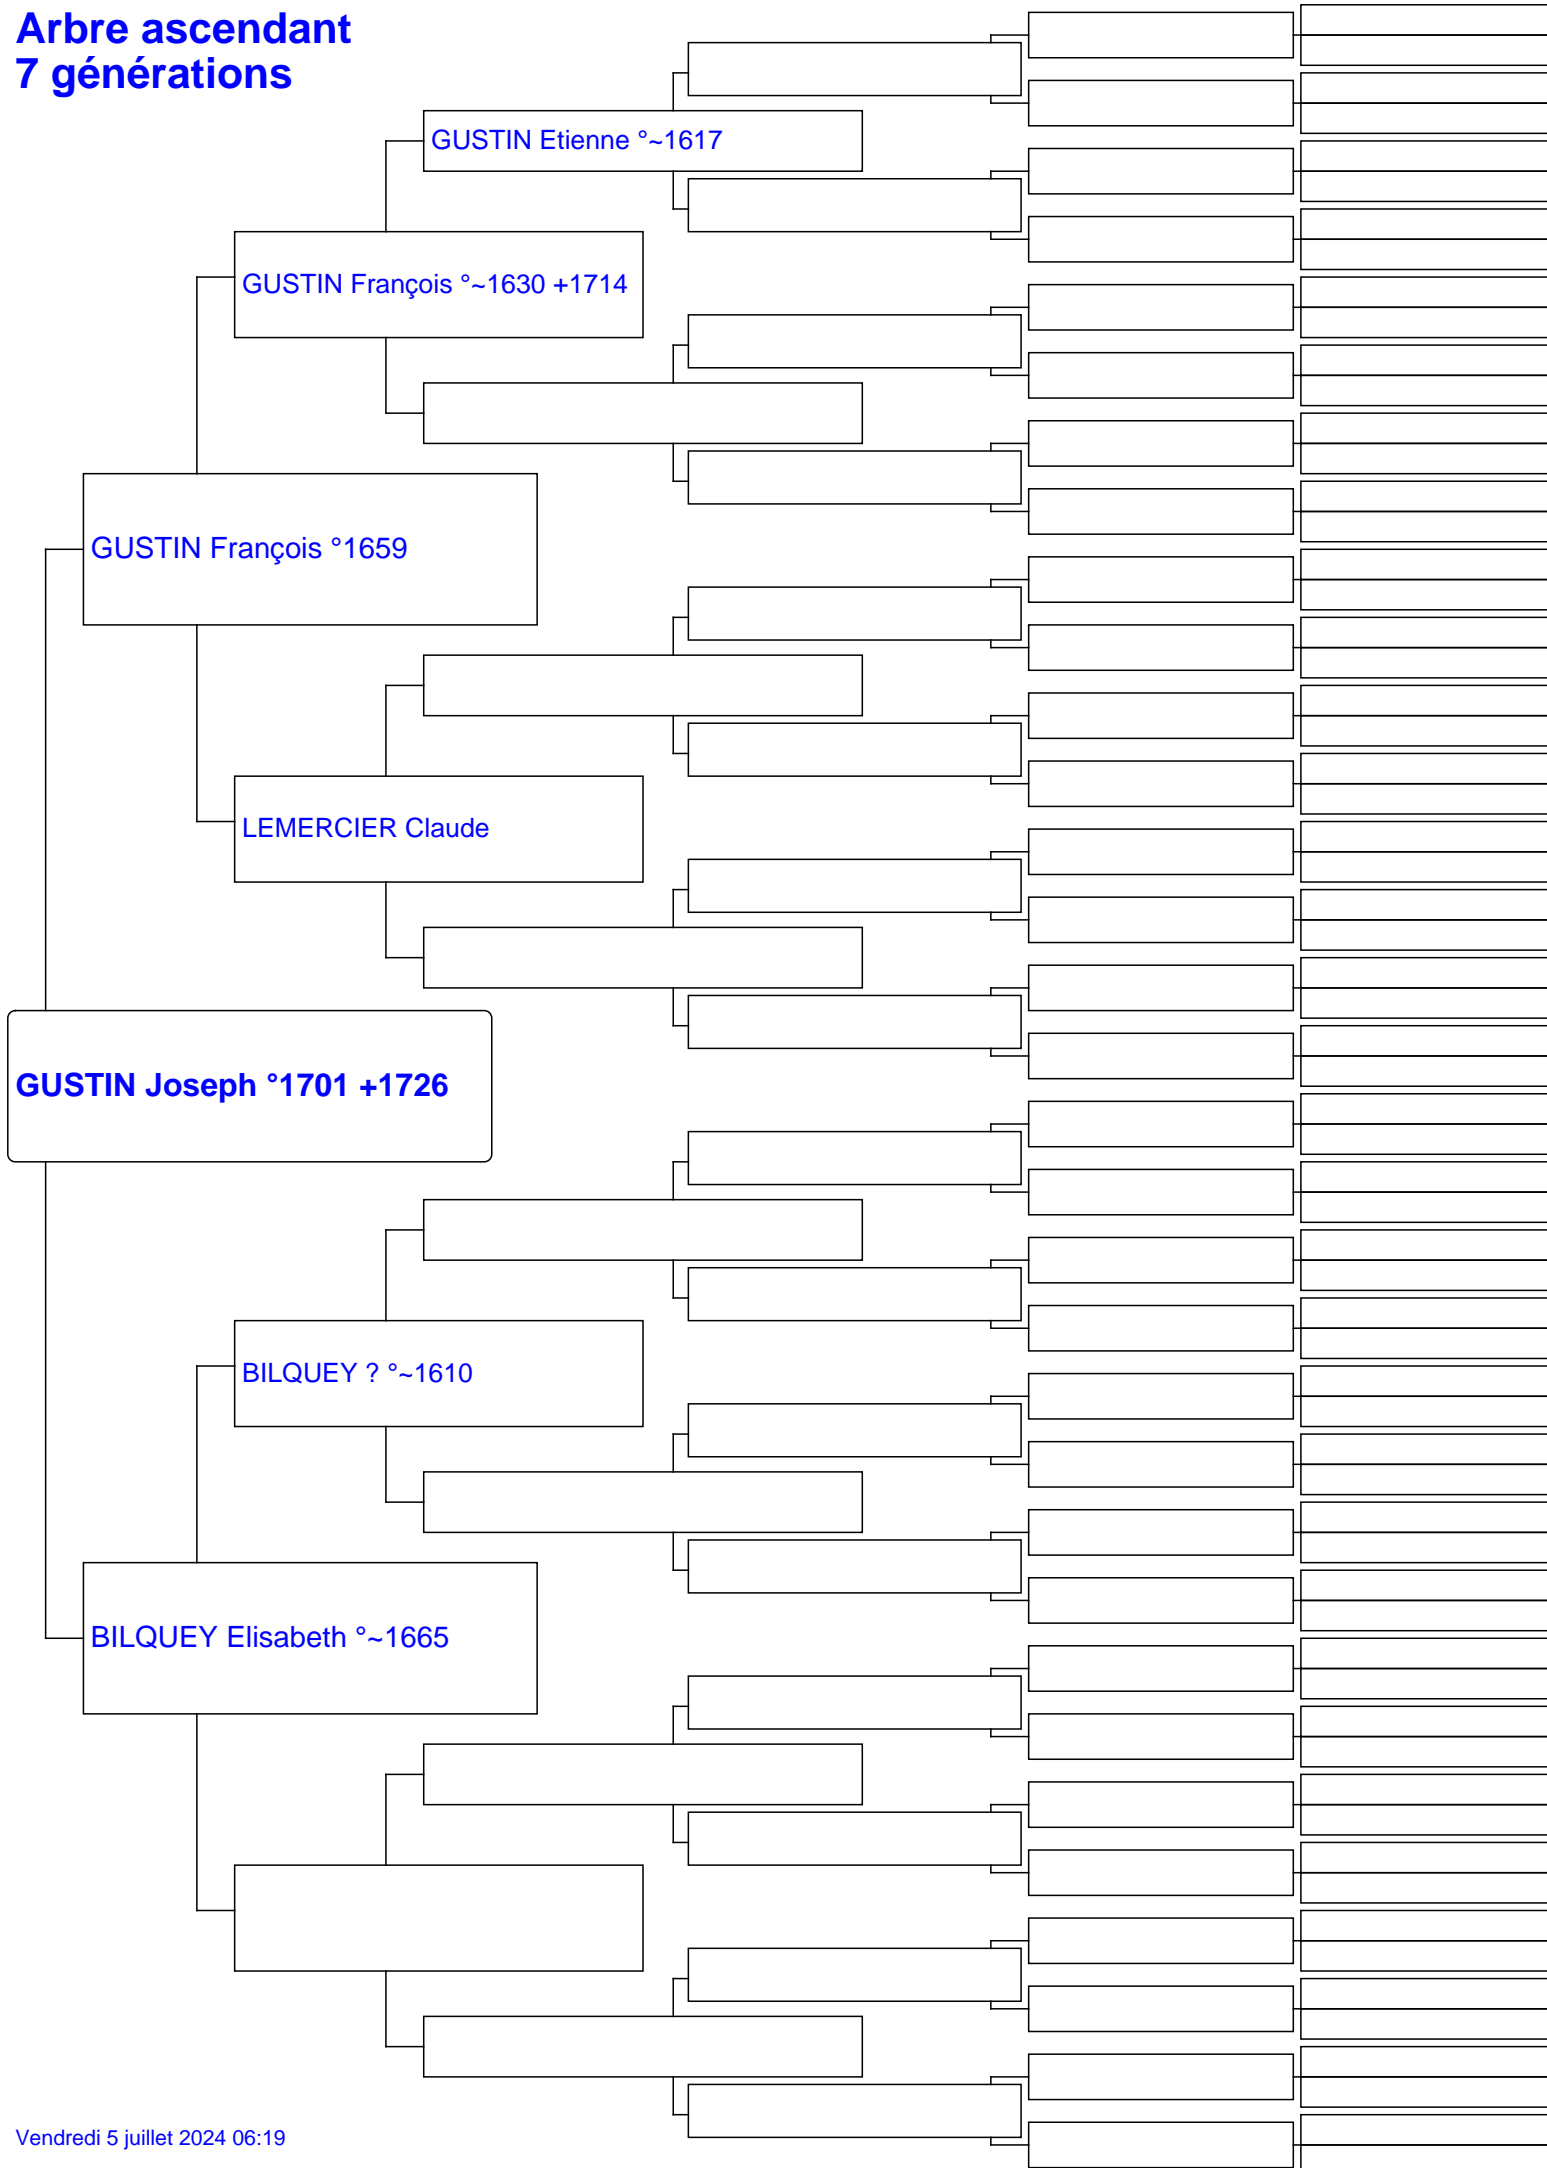 Arbre ascendant
7 générations
GUSTIN Etienne °~1617
GUSTIN François °~1630 +1714
GUSTIN François °1659
LEMERCIER Claude
GUSTIN Joseph °1701 +1726
BILQUEY ? °~1610
BILQUEY Elisabeth °~1665
Vendredi 5 juillet 2024 06:19